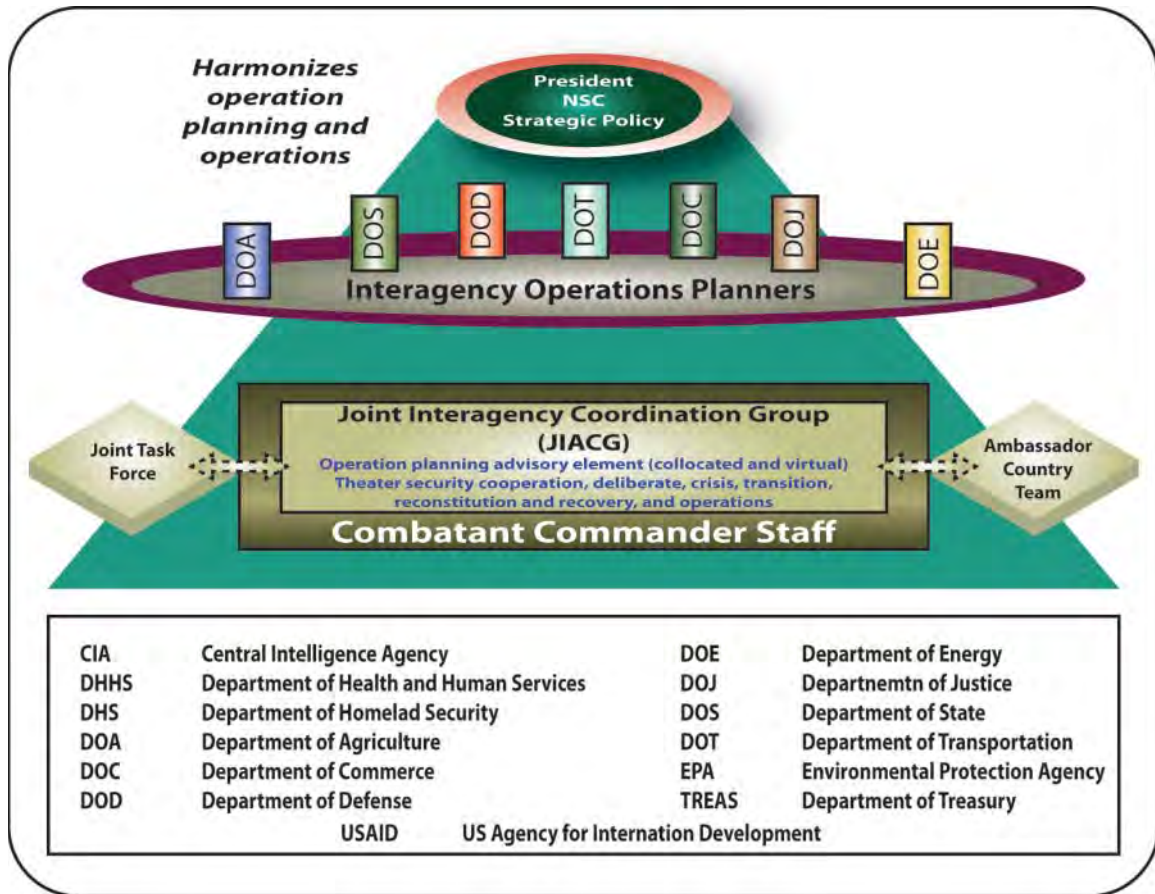 Harmonizes
operation
planning and
operations
President
NSC
Strategic Policy
DOA
DOS
DOD
DOT
DOC
DOJ
DOE
Interagency Operations Planners
Joint Task
Force
Joint Interagency Coordination Group
(JIACG)
Operation planning advisory element (collocated and virtual)
Theater security cooperation, deliberate, crisis, transition,
reconstitution and recovery, and operations
Combatant Commander Staff
Ambassador
Country
Team
CIA Central Intelligence Agency
DHHS Department of Health and Human Services
DHS Department of Homelad Security
DOA Department of Agriculture
DOC Department of Commerce
DOD Department of Defense
DOE Department of Energy
DOJ Departnemtn of Justice
DOS Department of State
DOT Department of Transportation
EPA Environmental Protection Agency
TREAS Department of Treasury
USAID US Agency for Internation Development